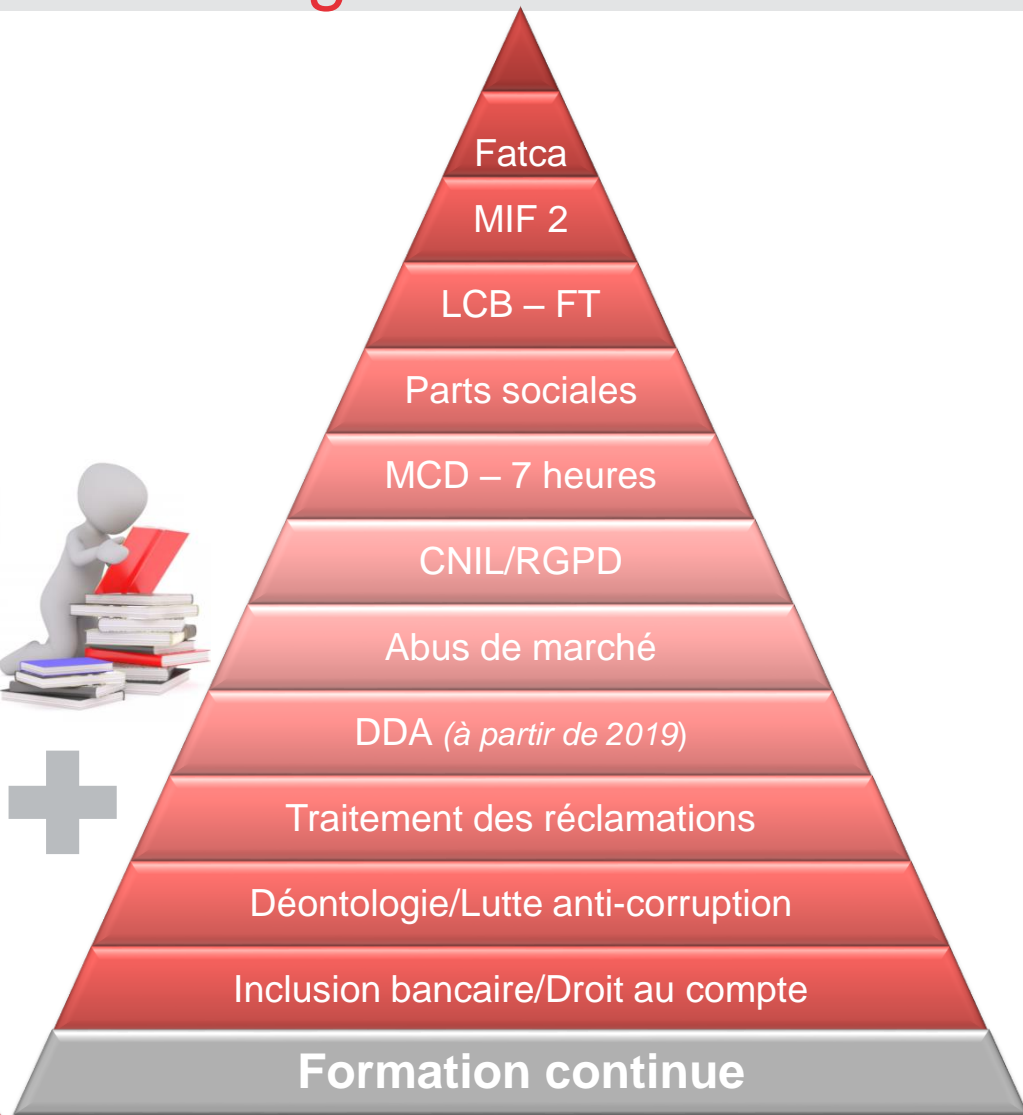 Fatca
MIF 2
LCB – FT
Parts sociales
MCD – 7 heures
CNIL/RGPD
Abus de marché
DDA (à partir de 2019)
Traitement des réclamations
Déontologie/Lutte anti-corruption
Inclusion bancaire/Droit au compte
Formation continue